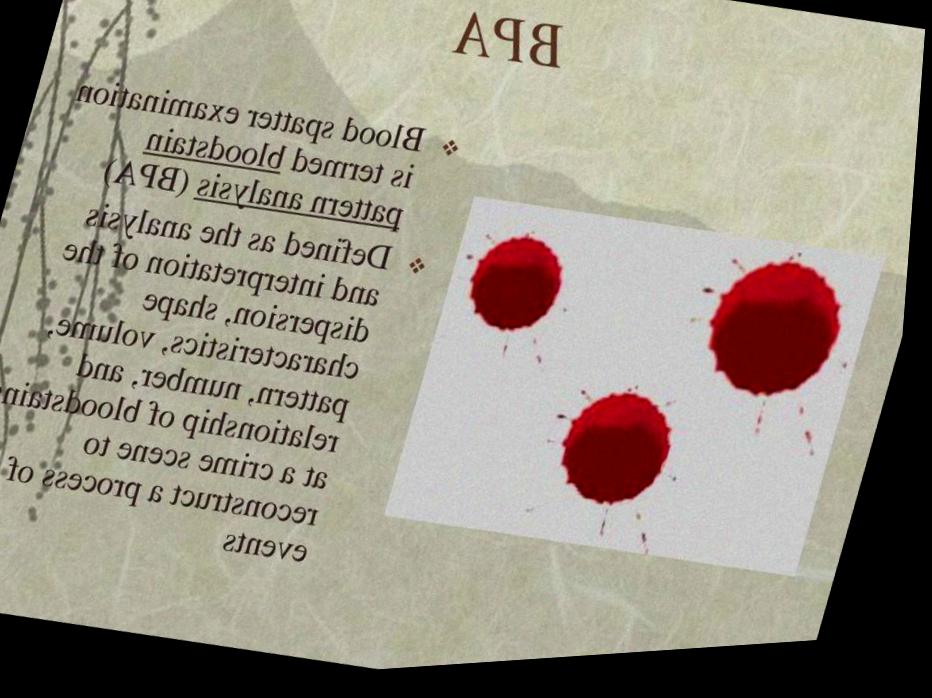 BPA
Blood spatter examination
is termed bloodstain
pattern analysis (BPA)
Defined as the analysis
and interpretation of the
dispersion, shape
characteristics, volume,
pattern, number, and
relationship of bloodstains
at a crime scene to
reconstruct a process of
events